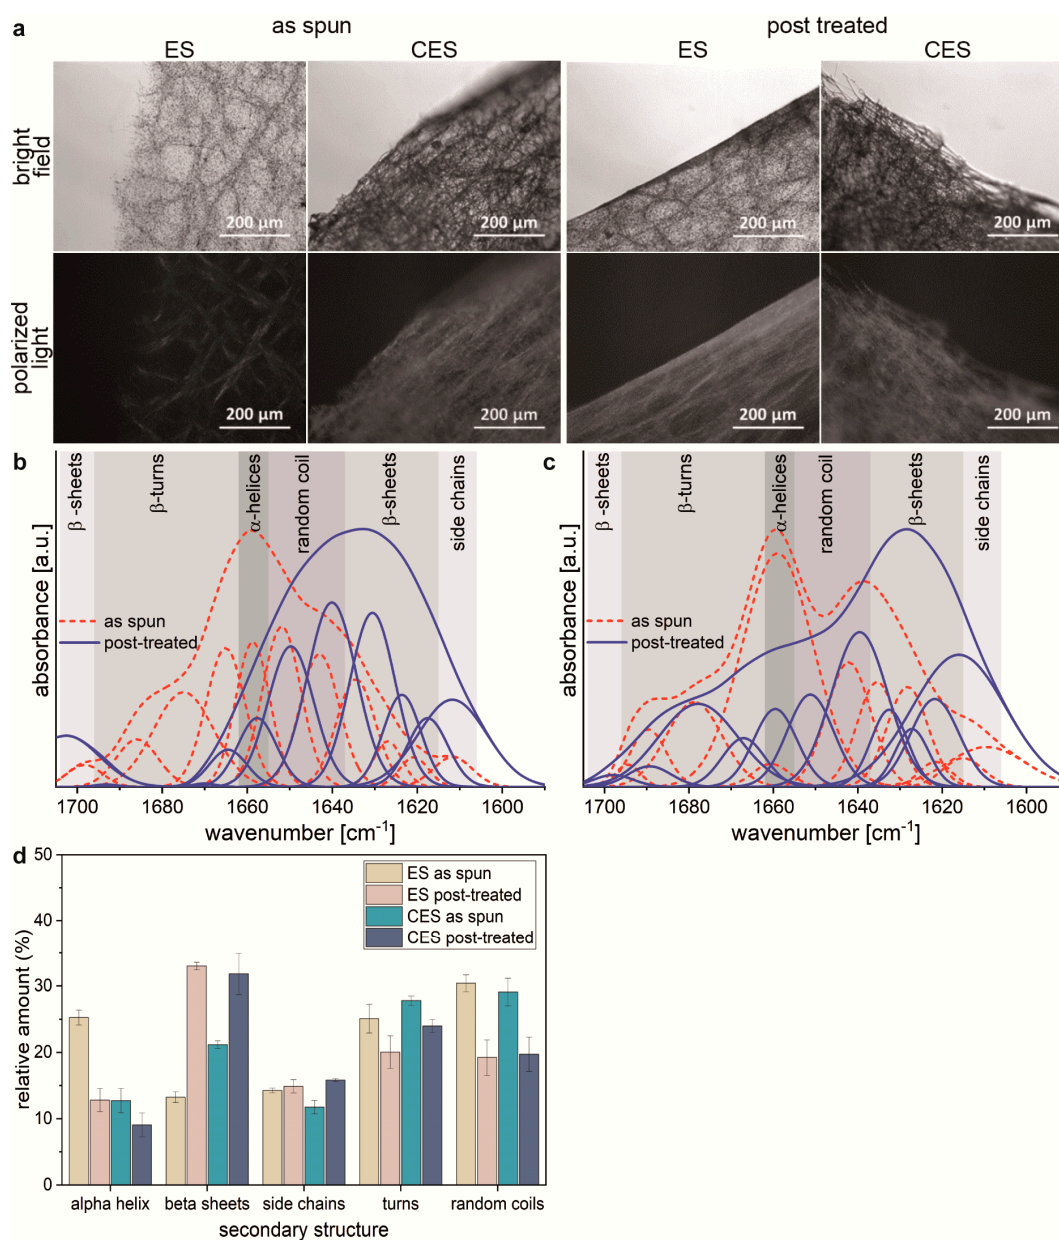 a
as spun
post treated
ES
CES
ES
CES
bright
field
200 µm
200 µm
200 µm
200 µm
polarized
light
200 µm
200 µm
200 µm
200 µm
b
β -sheets
β-turns
α-helices
random coil
β-sheets
side chains
as spun
post-treated
absorbance [a.u.]
1700
1680
1660
1640
1620
1600
wavenumber [cm-1]
c
β -sheets
β-turns
α-helices
random coil
β-sheets
side chains
as spun
post-treated
absorbance [a.u.]
1700
1680
1660
1640
1620
1600
wavenumber [cm-1]
d
50
40
30
20
10
0
relative amount (%)
ES as spun
ES post-treated
CES as spun
CES post-treated
alpha helix
beta sheets
side chains
turns
random coils
secondary structure